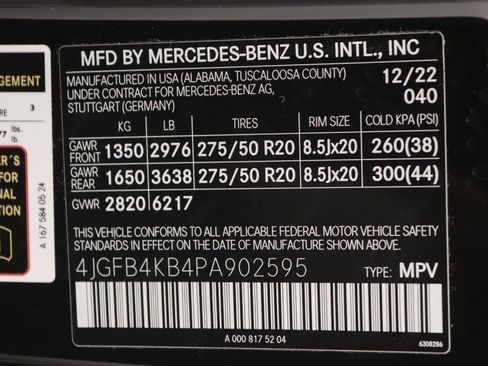 AGEMENT
3
lbs.
lb.
A 167 584 05 24
MFD BY MERCEDES-BENZ U.S. INTL., INC
MANUFACTURED IN USA (ALABAMA, TUSCALOOSA COUNTY) 12/22
UNDER CONTRACT FOR MERCEDES-BENZ AG, 040
STUTTGART (GERMANY)
KG LB TIRES RIM SIZE COLD KPA (PSI)
GAWR FRONT 1350 2976 275/50 R20 8.5Jx20 260(38)
GAWR REAR 1650 3638 275/50 R20 8.5Jx20 300(44)
GVWR 2820 6217
THIS VEHICLE CONFORMS TO ALL APPLICABLE FEDERAL MOTOR VEHICLE SAFETY
STANDARDS IN EFFECT ON THE DATE OF MANUFACTURE SHOWN ABOVE.
4JGFB4KB4PA902595 TYPE: MPV
A 000 817 52 04
6308286